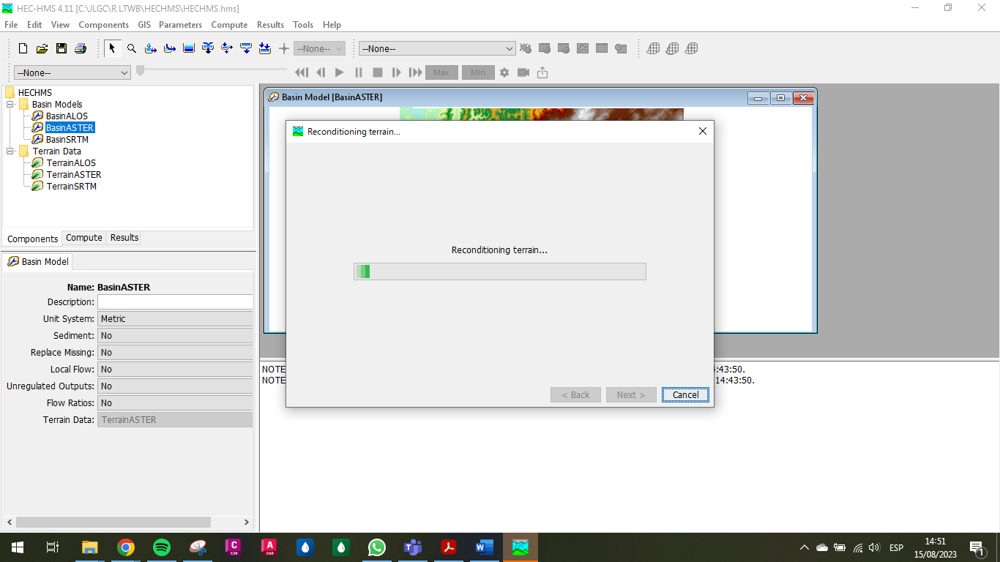 HEC-HMS 4.11 [C:\JLGC\R.LTWB\HECHMS\HECHMS.hms]
File Edit View Components GIS Parameters Compute Results Tools Help
--None-- --None--
--None-- Max Min
HECHMS
Basin Models
BasinALOS
BasinASTER
BasinSRTM
Terrain Data
TerrainALOS
TerrainASTER
TerrainSRTM
Components Compute Results
Basin Model
Name: BasinASTER
Description:
Unit System: Metric
Sediment: No
Replace Missing: No
Local Flow: No
Unregulated Outputs: No
Flow Ratios: No
Terrain Data: TerrainASTER
Basin Model [BasinASTER]
Reconditioning terrain...
Reconditioning terrain...
< Back Next > Cancel
NOTE :43:50.
NOTE 14:43:50.
C
C3D
A
CAD
W
ESP
14:51
15/08/2023
1